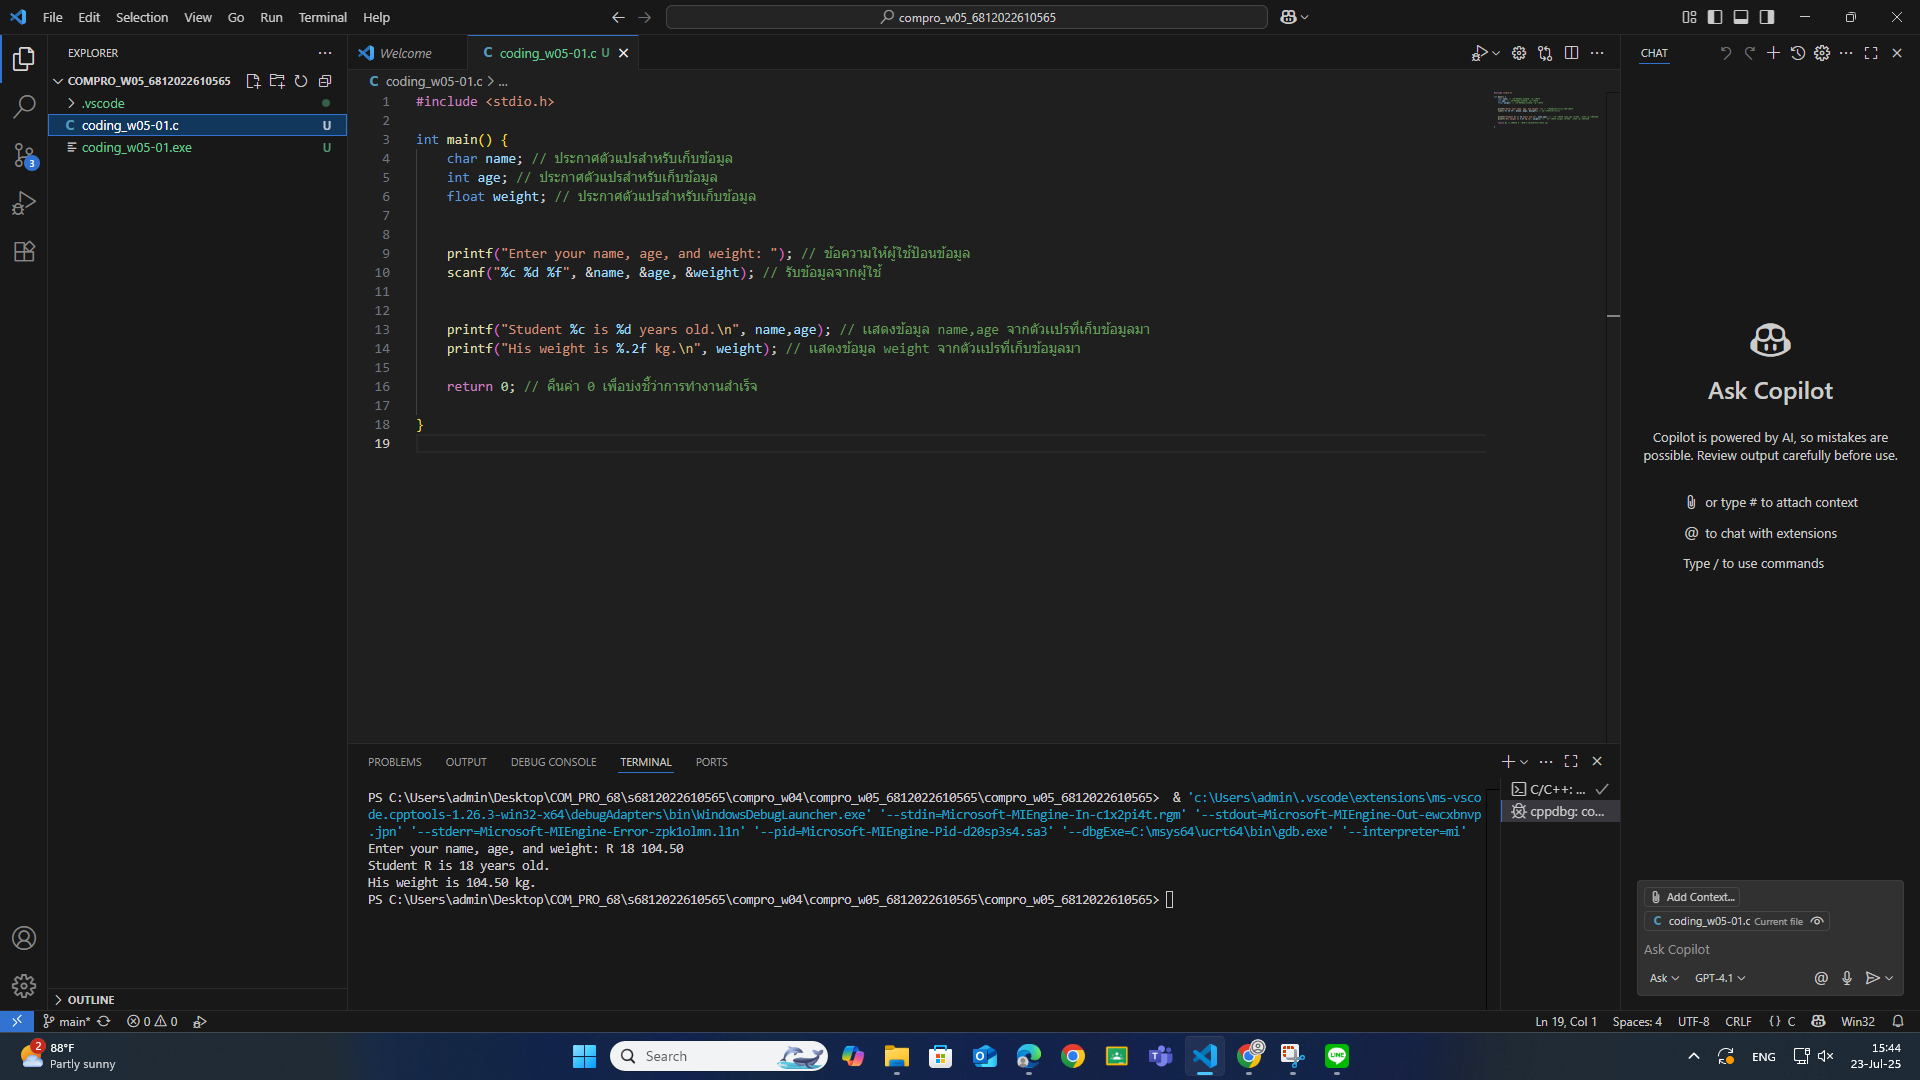 File Edit Selection View Go Run Terminal Help
compro_w05_6812022610565
EXPLORER
COMPRO_W05_6812022610565
.vscode
coding_w05-01.c U
coding_w05-01.exe U
OUTLINE
Welcome
coding_w05-01.c U
coding_w05-01.c > ...
1 #include <stdio.h>
2
3 int main() {
4 char name; // ประกาศตัวแปรสำหรับเก็บข้อมูล
5 int age; // ประกาศตัวแปรสำหรับเก็บข้อมูล
6 float weight; // ประกาศตัวแปรสำหรับเก็บข้อมูล
7
8
9 printf("Enter your name, age, and weight: "); // ข้อความให้ผู้ใช้ป้อนข้อมูล
10 scanf("%c %d %f", &name, &age, &weight); // รับข้อมูลจากผู้ใช้
11
12
13 printf("Student %c is %d years old.\n", name,age); // แสดงข้อมูล name,age จากตัวแปรที่เก็บข้อมูลมา
14 printf("His weight is %.2f kg.\n", weight); // แสดงข้อมูล weight จากตัวแปรที่เก็บข้อมูลมา
15
16 return 0; // คืนค่า 0 เพื่อบ่งชี้ว่าการทำงานสำเร็จ
17
18 }
19
PROBLEMS OUTPUT DEBUG CONSOLE TERMINAL PORTS
PS C:\Users\admin\Desktop\COM_PRO_68\s6812022610565\compro_w04\compro_w05_6812022610565\compro_w05_6812022610565> & 'c:\Users\admin\.vscode\extensions\ms-vsco
de.cpptools-1.26.3-win32-x64\debugAdapters\bin\WindowsDebugLauncher.exe' '--stdin=Microsoft-MIEngine-In-c1x2pi4t.rgm' '--stdout=Microsoft-MIEngine-Out-ewcxbnvp
.jpn' '--stderr=Microsoft-MIEngine-Error-zpk1olmn.l1n' '--pid=Microsoft-MIEngine-Pid-d20sp3s4.sa3' '--dbgExe=C:\msys64\ucrt64\bin\gdb.exe' '--interpreter=mi'
Enter your name, age, and weight: R 18 104.50
Student R is 18 years old.
His weight is 104.50 kg.
PS C:\Users\admin\Desktop\COM_PRO_68\s6812022610565\compro_w04\compro_w05_6812022610565\compro_w05_6812022610565>
C/C++: ...
cppdbg: co...
CHAT
Ask Copilot
Copilot is powered by AI, so mistakes are
possible. Review output carefully before use.
or type # to attach context
@ to chat with extensions
Type / to use commands
Add Context...
C coding_w05-01.c Current file
Ask Copilot
Ask GPT-4.1
3
main* 0 0
Ln 19, Col 1 Spaces: 4 UTF-8 CRLF {} C Win32
2
88°F
Partly sunny
Search
LINE
ENG
15:44
23-Jul-25